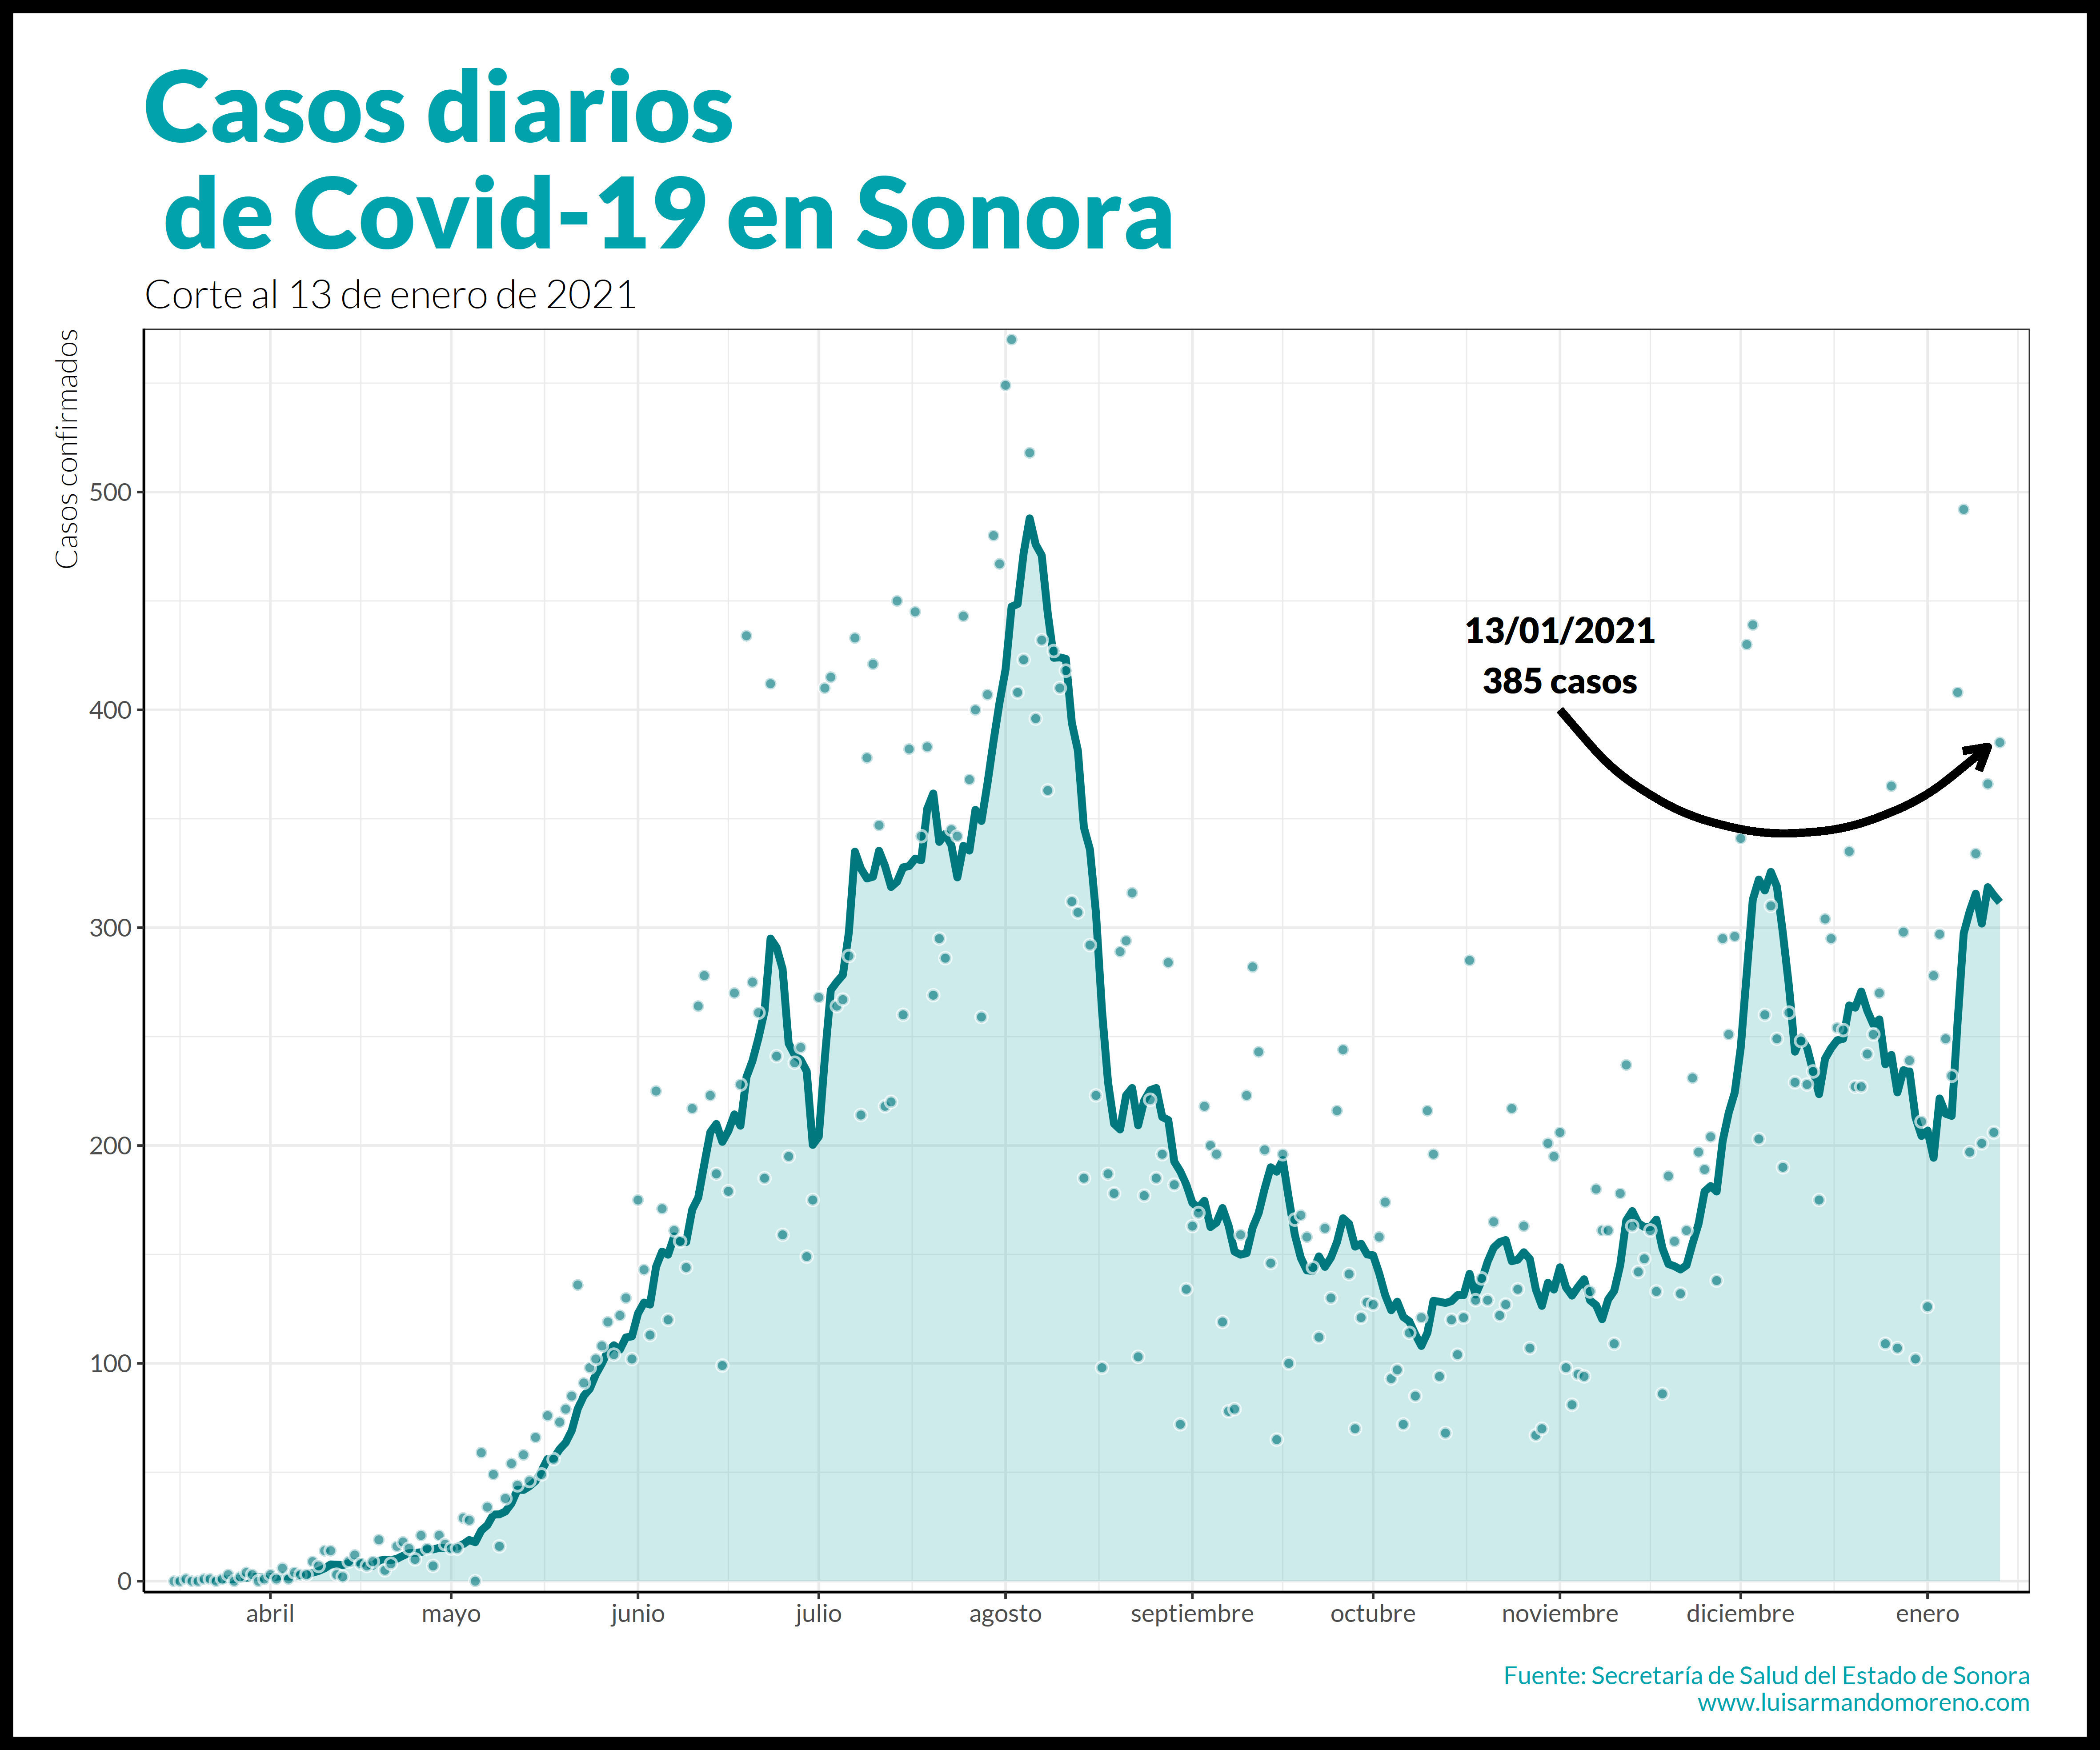 Casos diarios
de Covid-19 en Sonora
Corte al 13 de enero de 2021
Casos confirmados
500
400
300
200
100
0
13/01/2021
385 casos
abril mayo junio julio agosto septiembre octubre noviembre diciembre enero
Fuente: Secretaría de Salud del Estado de Sonora
www.luisarmandomoreno.com